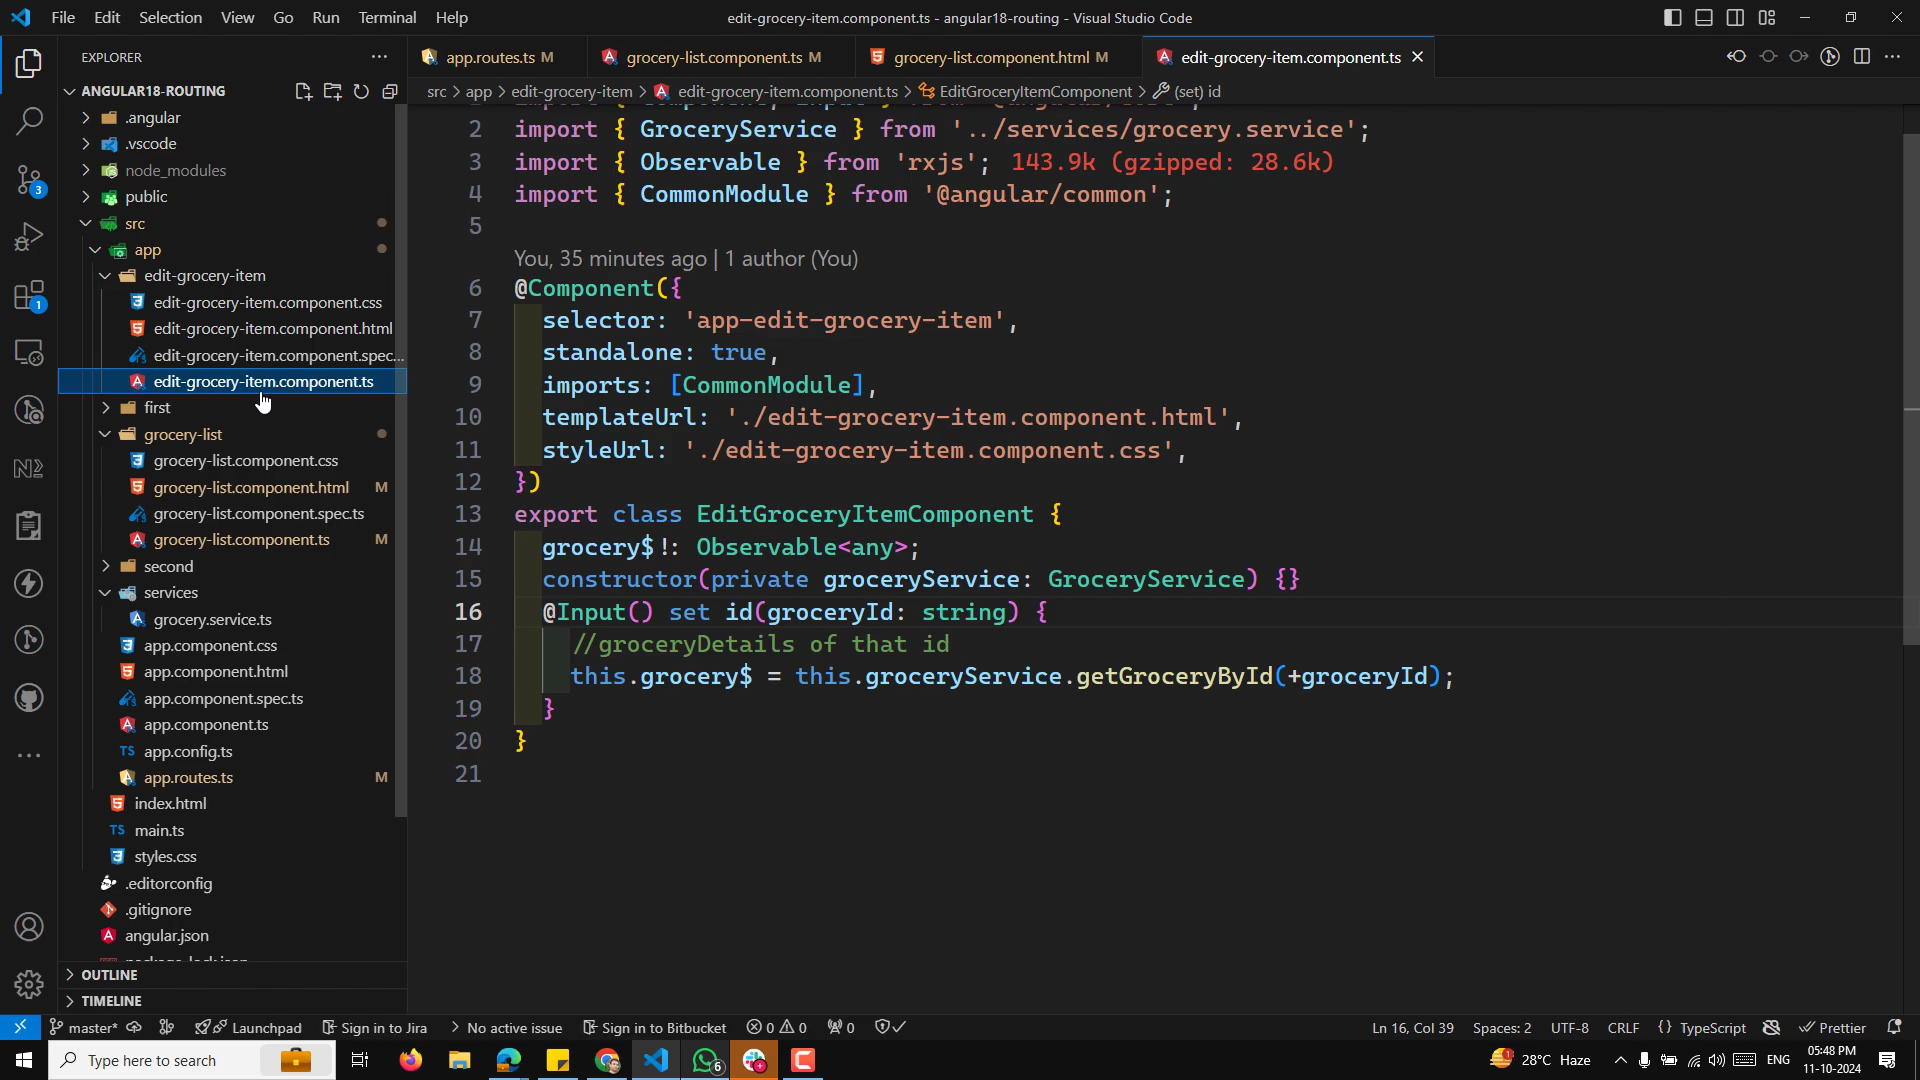 File Edit Selection View Go Run Terminal Help
edit-grocery-item.component.ts - angular18-routing - Visual Studio Code
EXPLORER
ANGULAR18-ROUTING
.angular
.vscode
node_modules
public
src
app
edit-grocery-item
edit-grocery-item.component.css
edit-grocery-item.component.html
edit-grocery-item.component.spec...
edit-grocery-item.component.ts
first
grocery-list
grocery-list.component.css
grocery-list.component.html M
grocery-list.component.spec.ts
grocery-list.component.ts M
second
services
grocery.service.ts
app.component.css
app.component.html
app.component.spec.ts
app.component.ts
TS app.config.ts
app.routes.ts M
index.html
TS main.ts
styles.css
.editorconfig
.gitignore
angular.json
OUTLINE
TIMELINE
3
1
app.routes.ts M
grocery-list.component.ts M
grocery-list.component.html M
edit-grocery-item.component.ts
src > app > edit-grocery-item > edit-grocery-item.component.ts > EditGroceryItemComponent > (set) id
2 import { GroceryService } from '../services/grocery.service';
3 import { Observable } from 'rxjs'; 143.9k (gzipped: 28.6k)
4 import { CommonModule } from '@angular/common';
5
You, 35 minutes ago | 1 author (You)
6 @Component({
7 selector: 'app-edit-grocery-item',
8 standalone: true,
9 imports: [CommonModule],
10 templateUrl: './edit-grocery-item.component.html',
11 styleUrl: './edit-grocery-item.component.css',
12 })
13 export class EditGroceryItemComponent {
14 grocery$!: Observable<any>;
15 constructor(private groceryService: GroceryService) {}
16 @Input() set id(groceryId: string) {
17 //groceryDetails of that id
18 this.grocery$ = this.groceryService.getGroceryById(+groceryId);
19 }
20 }
21
master* Launchpad Sign in to Jira > No active issue Sign in to Bitbucket 0 0 0
Ln 16, Col 39 Spaces: 2 UTF-8 CRLF {} TypeScript Prettier
Type here to search
6
1 28°C Haze ENG
05:48 PM
11-10-2024